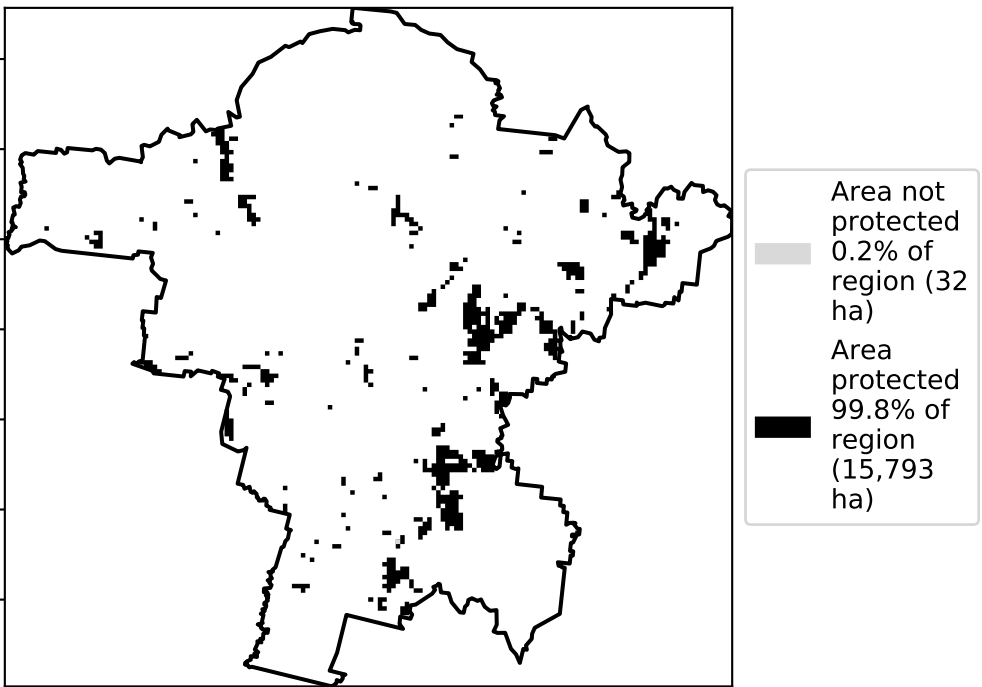 Area not
protected
0.2% of
region (32
ha)
Area
protected
99.8% of
region
(15,793
ha)